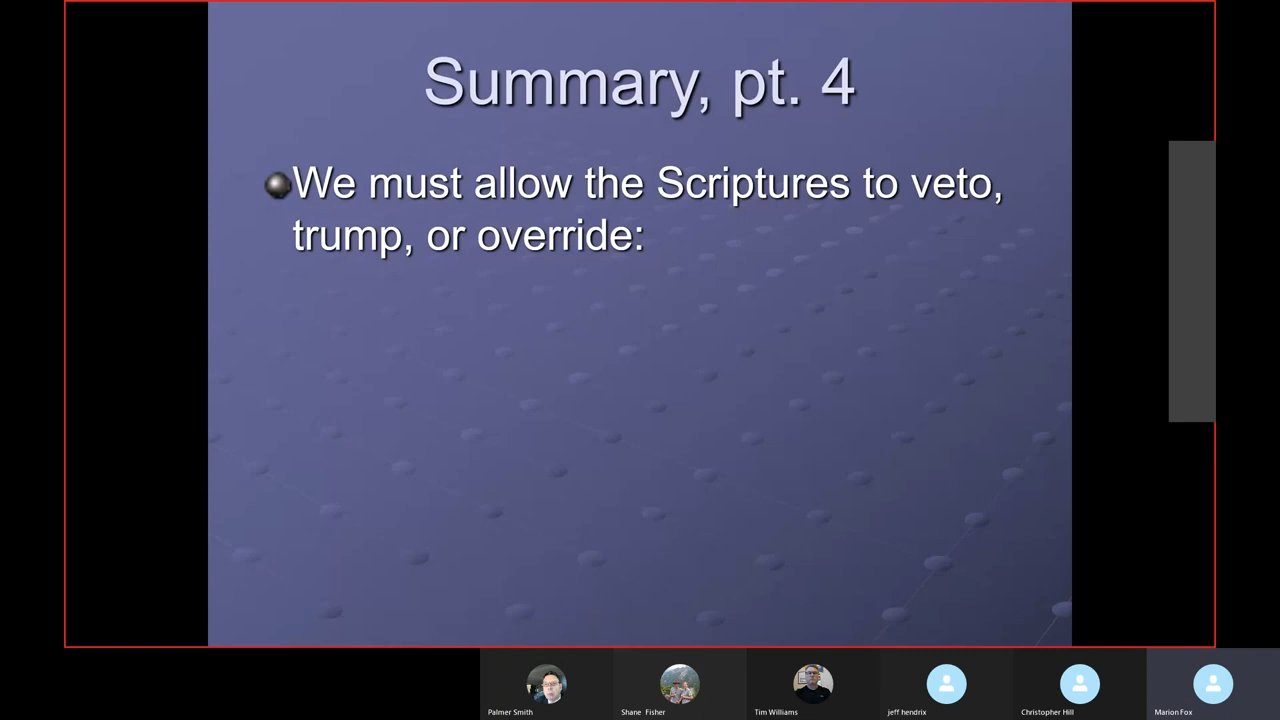 Summary, pt. 4
We must allow the Scriptures to veto,
trump, or override:
Palmer Smith
Shane Fisher
Tim Williams
jeff hendrix
Christopher Hill
Marion Fox